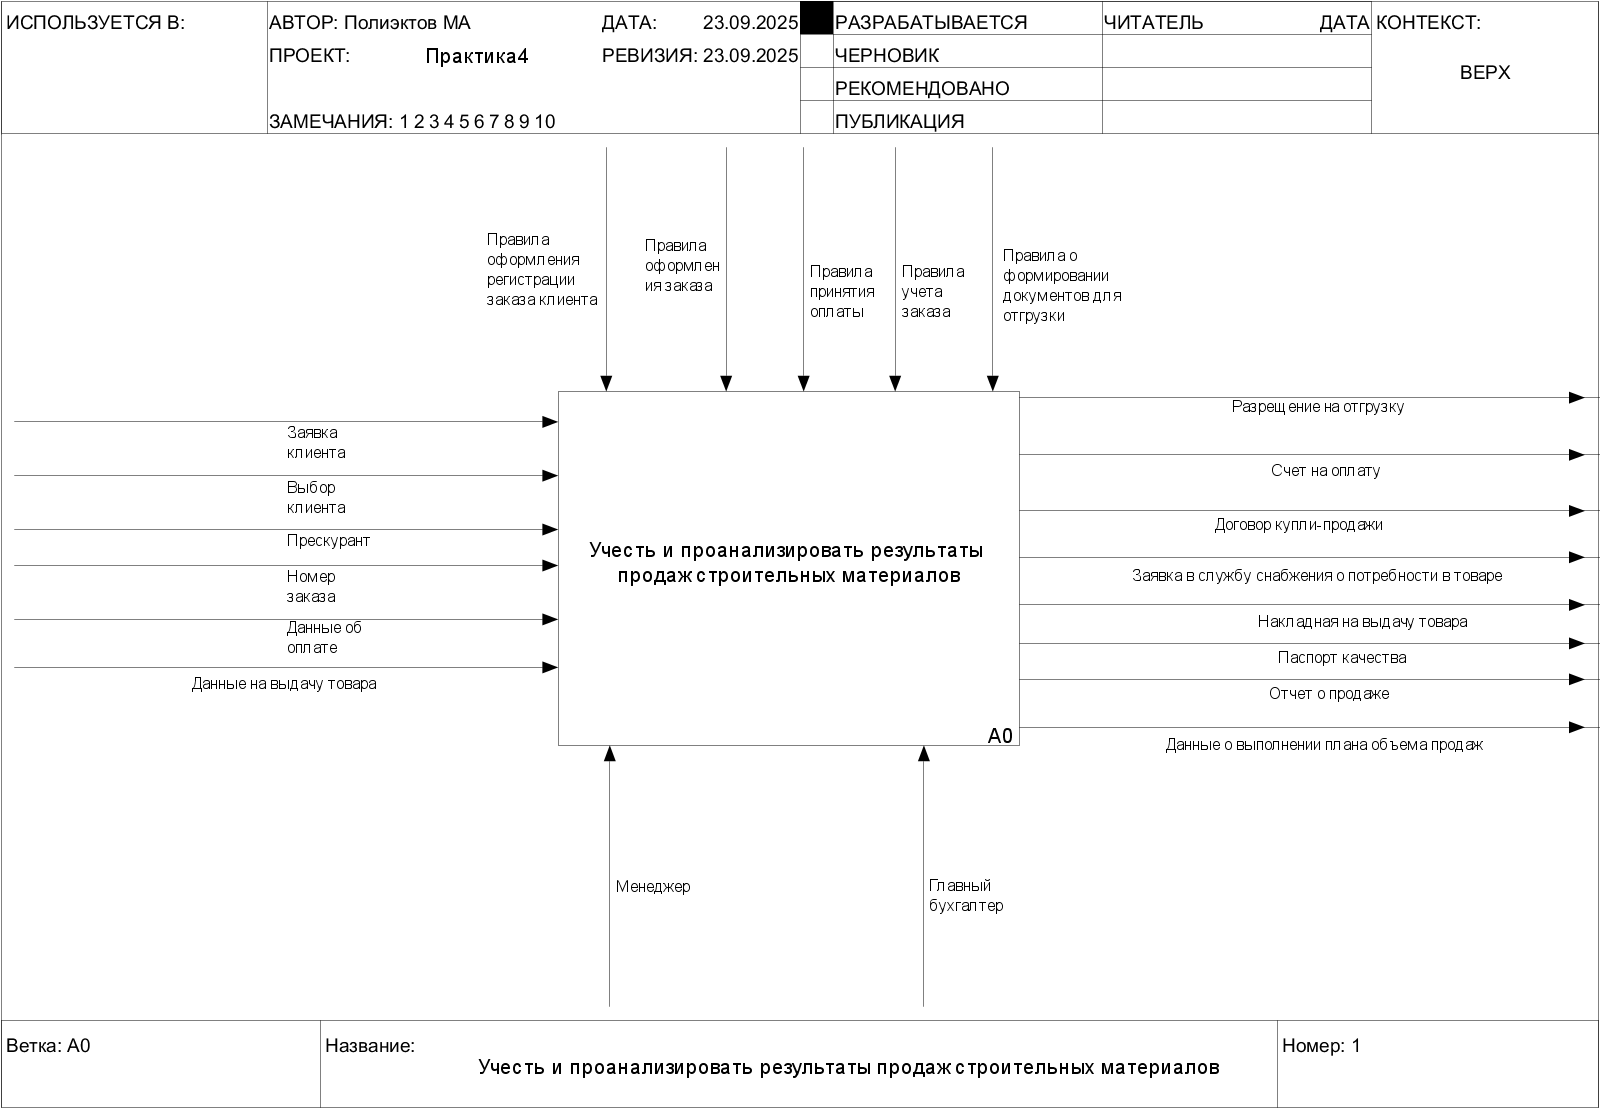 ИСПОЛЬЗУЕТСЯ В:
АВТОР: Полиэктов МА
ДАТА: 23.09.2025
ПРОЕКТ: Практика4
РЕВИЗИЯ: 23.09.2025
ЗАМЕЧАНИЯ: 1 2 3 4 5 6 7 8 9 10
РАЗРАБАТЫВАЕТСЯ
ЧЕРНОВИК
РЕКОМЕНДОВАНО
ПУБЛИКАЦИЯ
ЧИТАТЕЛЬ
ДАТА
КОНТЕКСТ:
ВЕРХ
Правила
оформления
регистрации
заказа клиента
Правила
оформлен
ия заказа
Правила
принятия
оплаты
Правила
учета
заказа
Правила о
формировании
документов для
отгрузки
Заявка
клиента
Выбор
клиента
Прескурант
Номер
заказа
Данные об
оплате
Данные на выдачу товара
Учесть и проанализировать результаты
продаж строительных материалов
A0
Разрещение на отгрузку
Счет на оплату
Договор купли-продажи
Заявка в службу снабжения о потребности в товаре
Накладная на выдачу товара
Паспорт качества
Отчет о продаже
Данные о выполнении плана объема продаж
Менеджер
Главный
бухгалтер
Ветка: A0
Название:
Учесть и проанализировать результаты продаж строительных материалов
Номер: 1